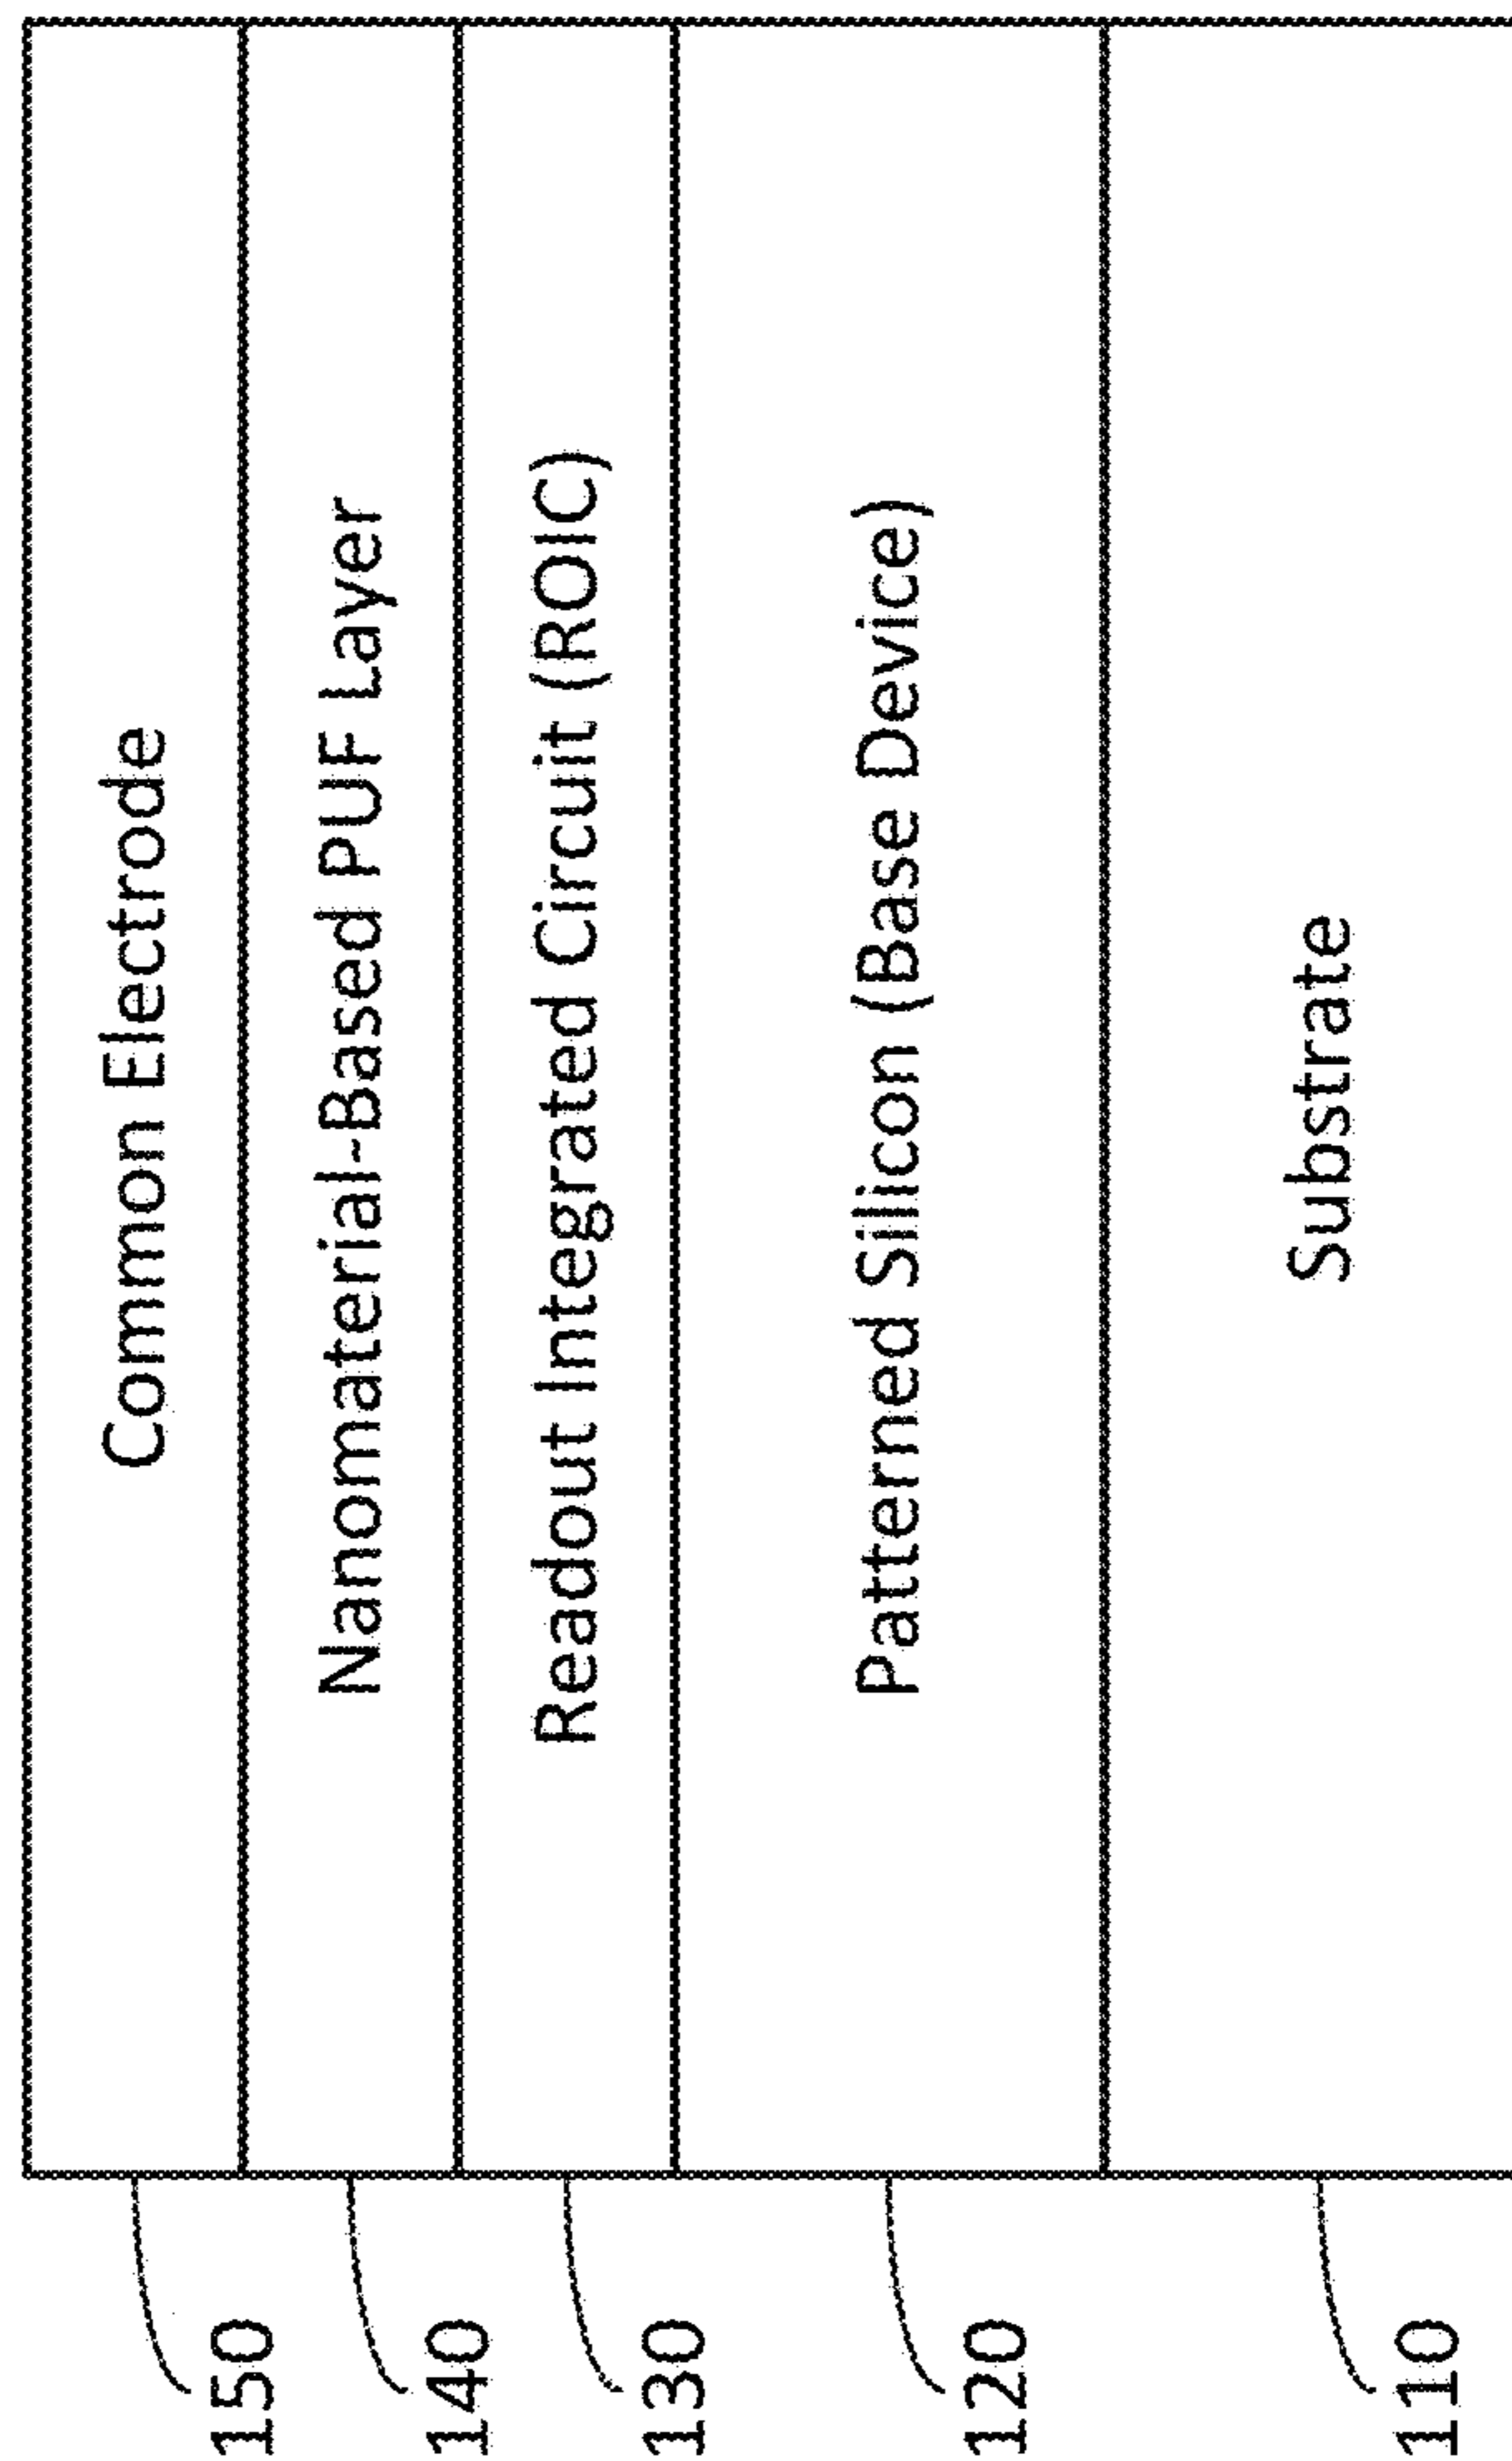 Common Electrode
150
Nanomaterial-Based PUF Layer
140
Readout Integrated Circuit (ROIC)
130
Patterned Silicon (Base Device)
120
Substrate
110